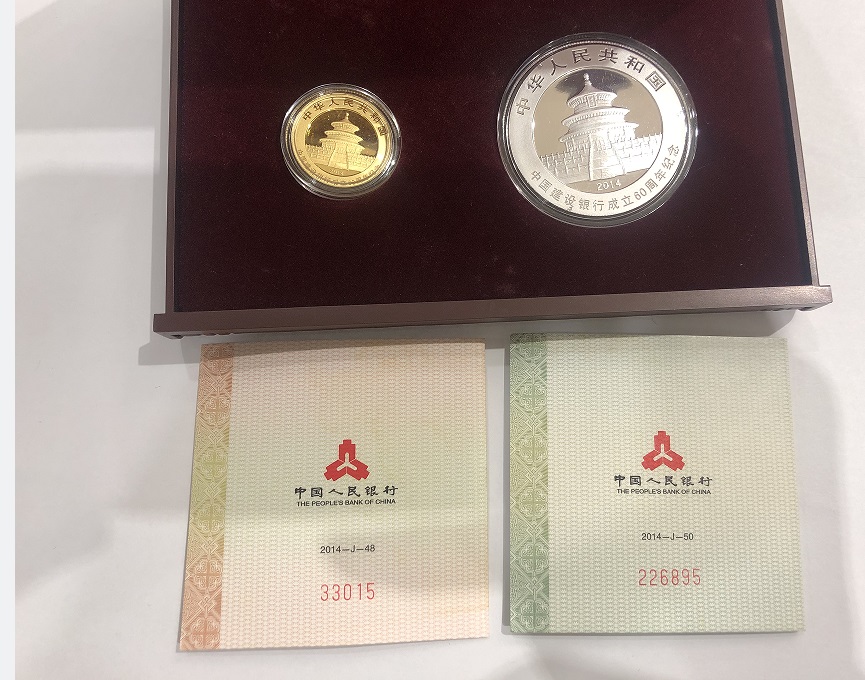 中华人民共和国
中华人民共和国
2014
中国建设银行成立60周年纪念
中国人民银行
THE PEOPLE'S BANK OF CHINA
2014—J—48
33015
中国人民银行
THE PEOPLE'S BANK OF CHINA
2014—J—50
226895